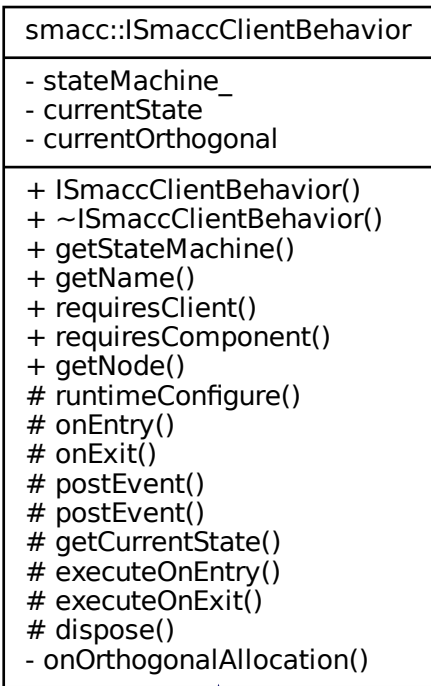 smacc::ISmaccClientBehavior
- stateMachine_
- currentState
- currentOrthogonal
+ ISmaccClientBehavior()
+ ~ISmaccClientBehavior()
+ getStateMachine()
+ getName()
+ requiresClient()
+ requiresComponent()
+ getNode()
# runtimeConfigure()
# onEntry()
# onExit()
# postEvent()
# postEvent()
# getCurrentState()
# executeOnEntry()
# executeOnExit()
# dispose()
- onOrthogonalAllocation()